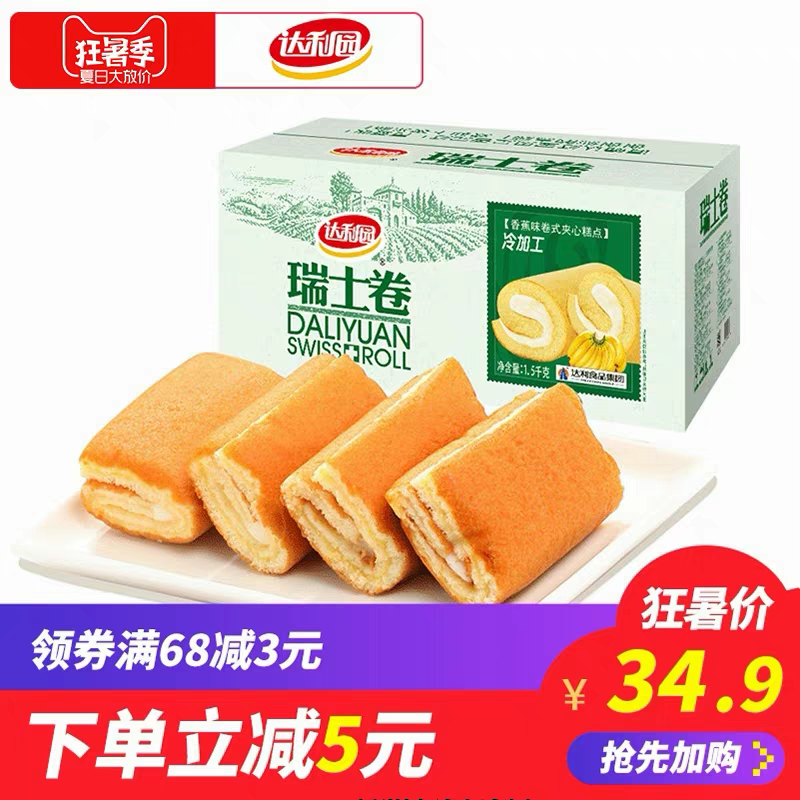 狂暑季
夏日大放价
达利园
瑞士卷
达利园
瑞士卷
DALIYUAN
SWISS ROLL
【香蕉味卷式夹心糕点】
冷加工
净含量:1.5千克
达利食品集团
瑞士卷
领券满68减3元
下单立减5元
狂暑价
¥34.9
抢先加购